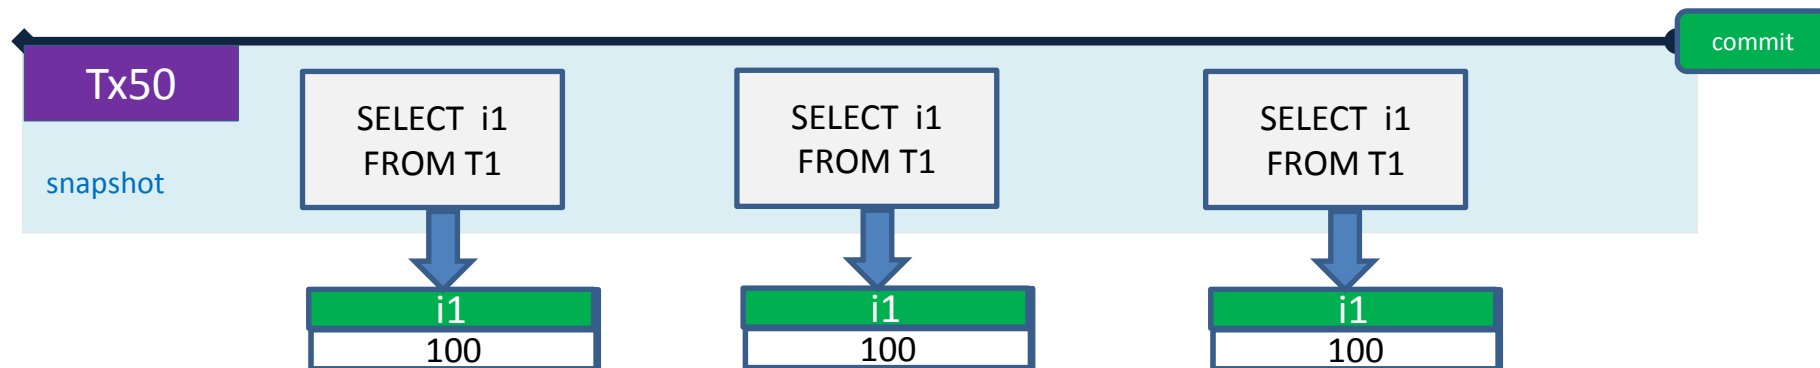 commit
Tx50
snapshot
SELECT i1
FROM T1
SELECT i1
FROM T1
SELECT i1
FROM T1
i1
100
i1
100
i1
100